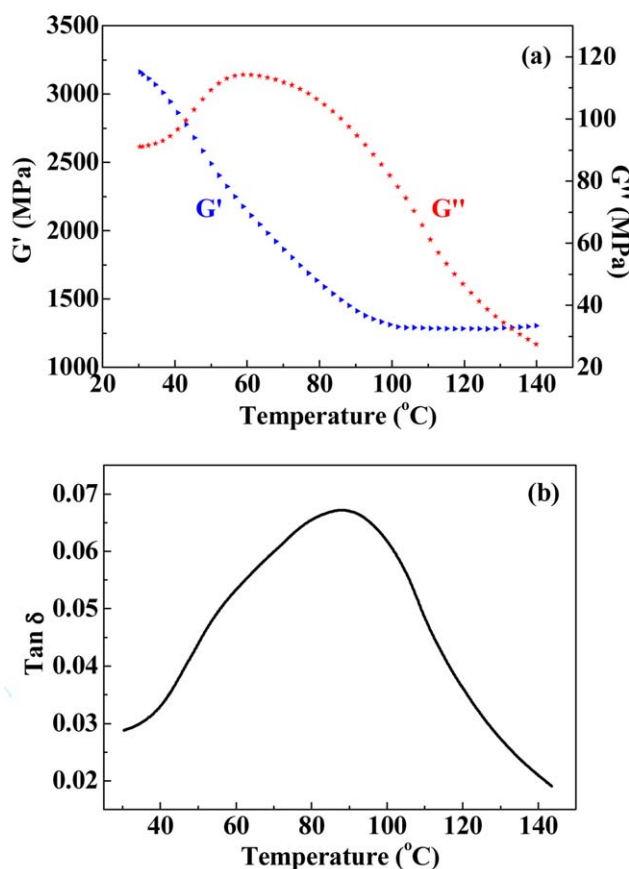 (a)
3500
3000
2500
2000
1500
1000
G' (MPa)
G'
G''
120
100
80
60
40
20
G'' (MPa)
20 40 60 80 100 120 140
Temperature (°C)
(b)
0.07
0.06
0.05
0.04
0.03
0.02
Tan δ
40 60 80 100 120 140
Temperature (°C)